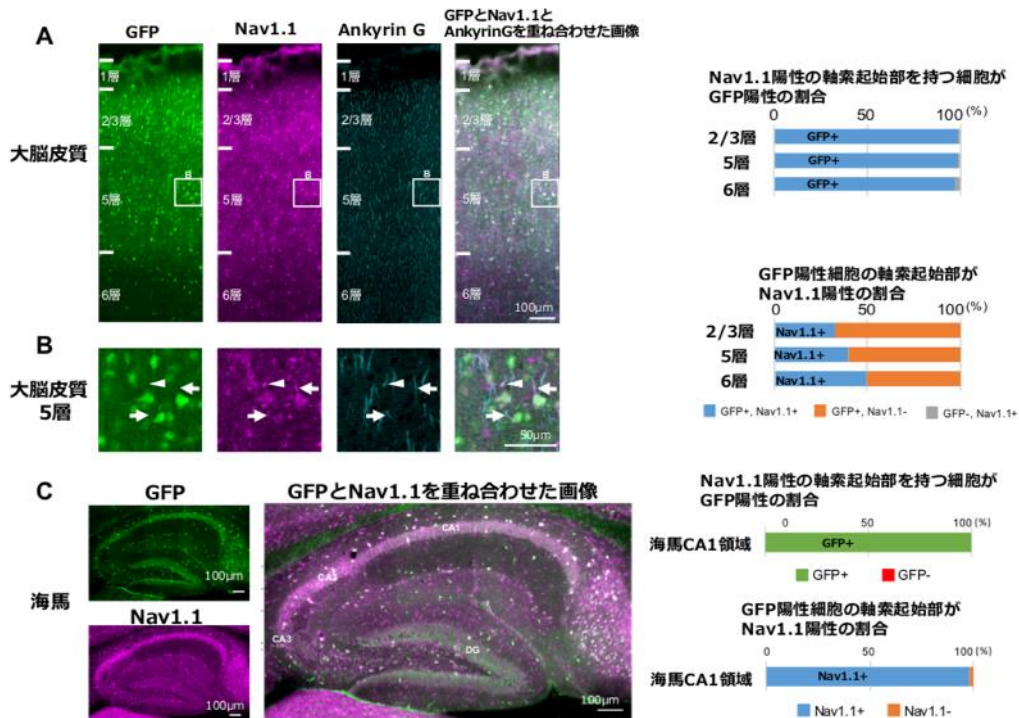 A
GFP
Nav1.1
Ankyrin G
GFPとNav1.1と
AnkyrinGを重ね合わせた画像
大脳皮質
1層
2/3層
5層
6層
1層
2/3層
B
5層
6層
1層
2/3層
B
5層
6層
1層
2/3層
B
5層
6層
100μm
B
大脳皮質
5層
50μm
Nav1.1陽性の軸索起始部を持つ細胞が
GFP陽性の割合
0 50 100 (%)
2/3層 GFP+
5層 GFP+
6層 GFP+
GFP陽性細胞の軸索起始部が
Nav1.1陽性の割合
0 50 100 (%)
2/3層 Nav1.1+
5層 Nav1.1+
6層 Nav1.1+
GFP+, Nav1.1+ GFP+, Nav1.1- GFP-, Nav1.1+
C
GFP
100μm
海馬
Nav1.1
100μm
GFPとNav1.1を重ね合わせた画像
CA1
CA3
DG
100μm
Nav1.1陽性の軸索起始部を持つ細胞が
GFP陽性の割合
0 50 100 (%)
海馬CA1領域 GFP+
GFP+ GFP-
GFP陽性細胞の軸索起始部が
Nav1.1陽性の割合
0 50 100 (%)
海馬CA1領域 Nav1.1+
Nav1.1+ Nav1.1-